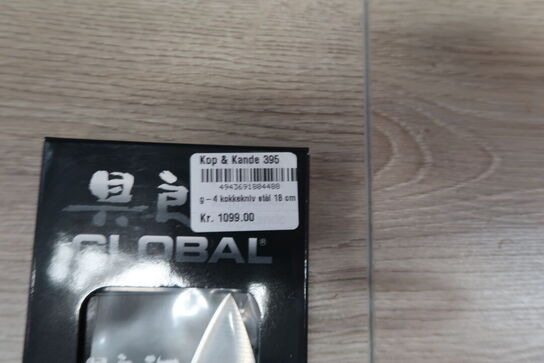 Kop & Kande 395
4943691804488
g-4 kokkekniv stål 18 cm
Kr. 1099.00
GLOBAL®